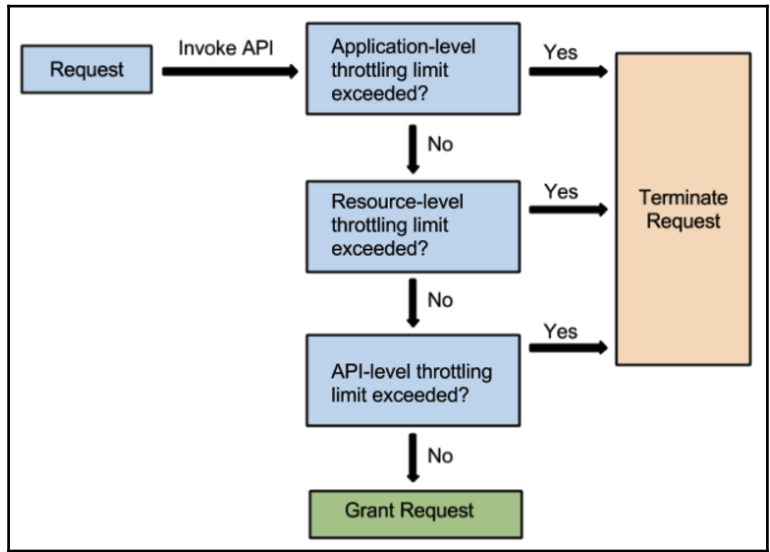 Request
Invoke API
Application-level
throttling limit
exceeded?
Yes
No
Resource-level
throttling limit
exceeded?
Yes
Terminate
Request
No
API-level throttling
limit exceeded?
Yes
No
Grant Request